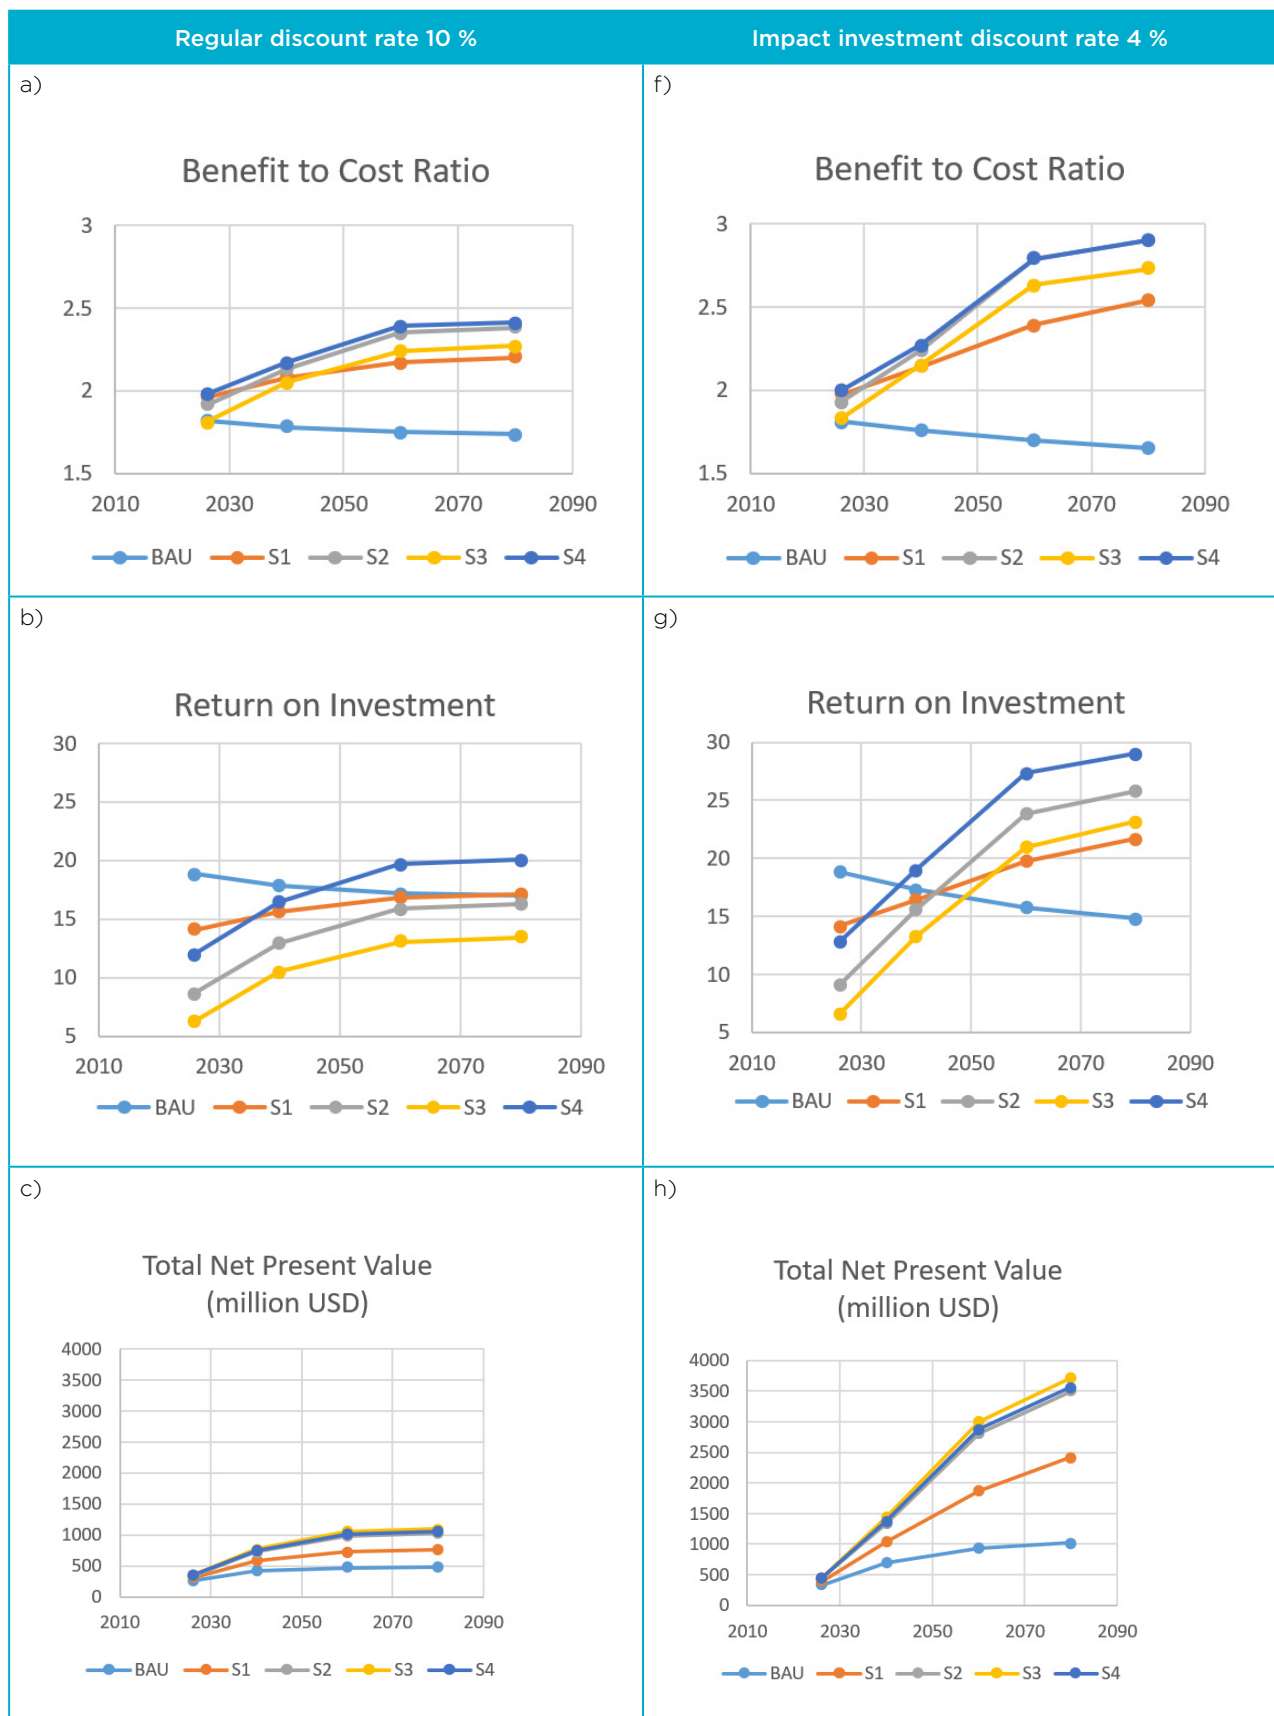 Regular discount rate 10 %
Impact investment discount rate 4 %
a)
Benefit to Cost Ratio
3
2.5
2
1.5
2010 2030 2050 2070 2090
BAU S1 S2 S3 S4
f)
Benefit to Cost Ratio
3
2.5
2
1.5
2010 2030 2050 2070 2090
BAU S1 S2 S3 S4
b)
Return on Investment
30
25
20
15
10
5
2010 2030 2050 2070 2090
BAU S1 S2 S3 S4
g)
Return on Investment
30
25
20
15
10
5
2010 2030 2050 2070 2090
BAU S1 S2 S3 S4
c)
Total Net Present Value
(million USD)
4000
3500
3000
2500
2000
1500
1000
500
0
2010 2030 2050 2070 2090
BAU S1 S2 S3 S4
h)
Total Net Present Value
(million USD)
4000
3500
3000
2500
2000
1500
1000
500
0
2010 2030 2050 2070 2090
BAU S1 S2 S3 S4